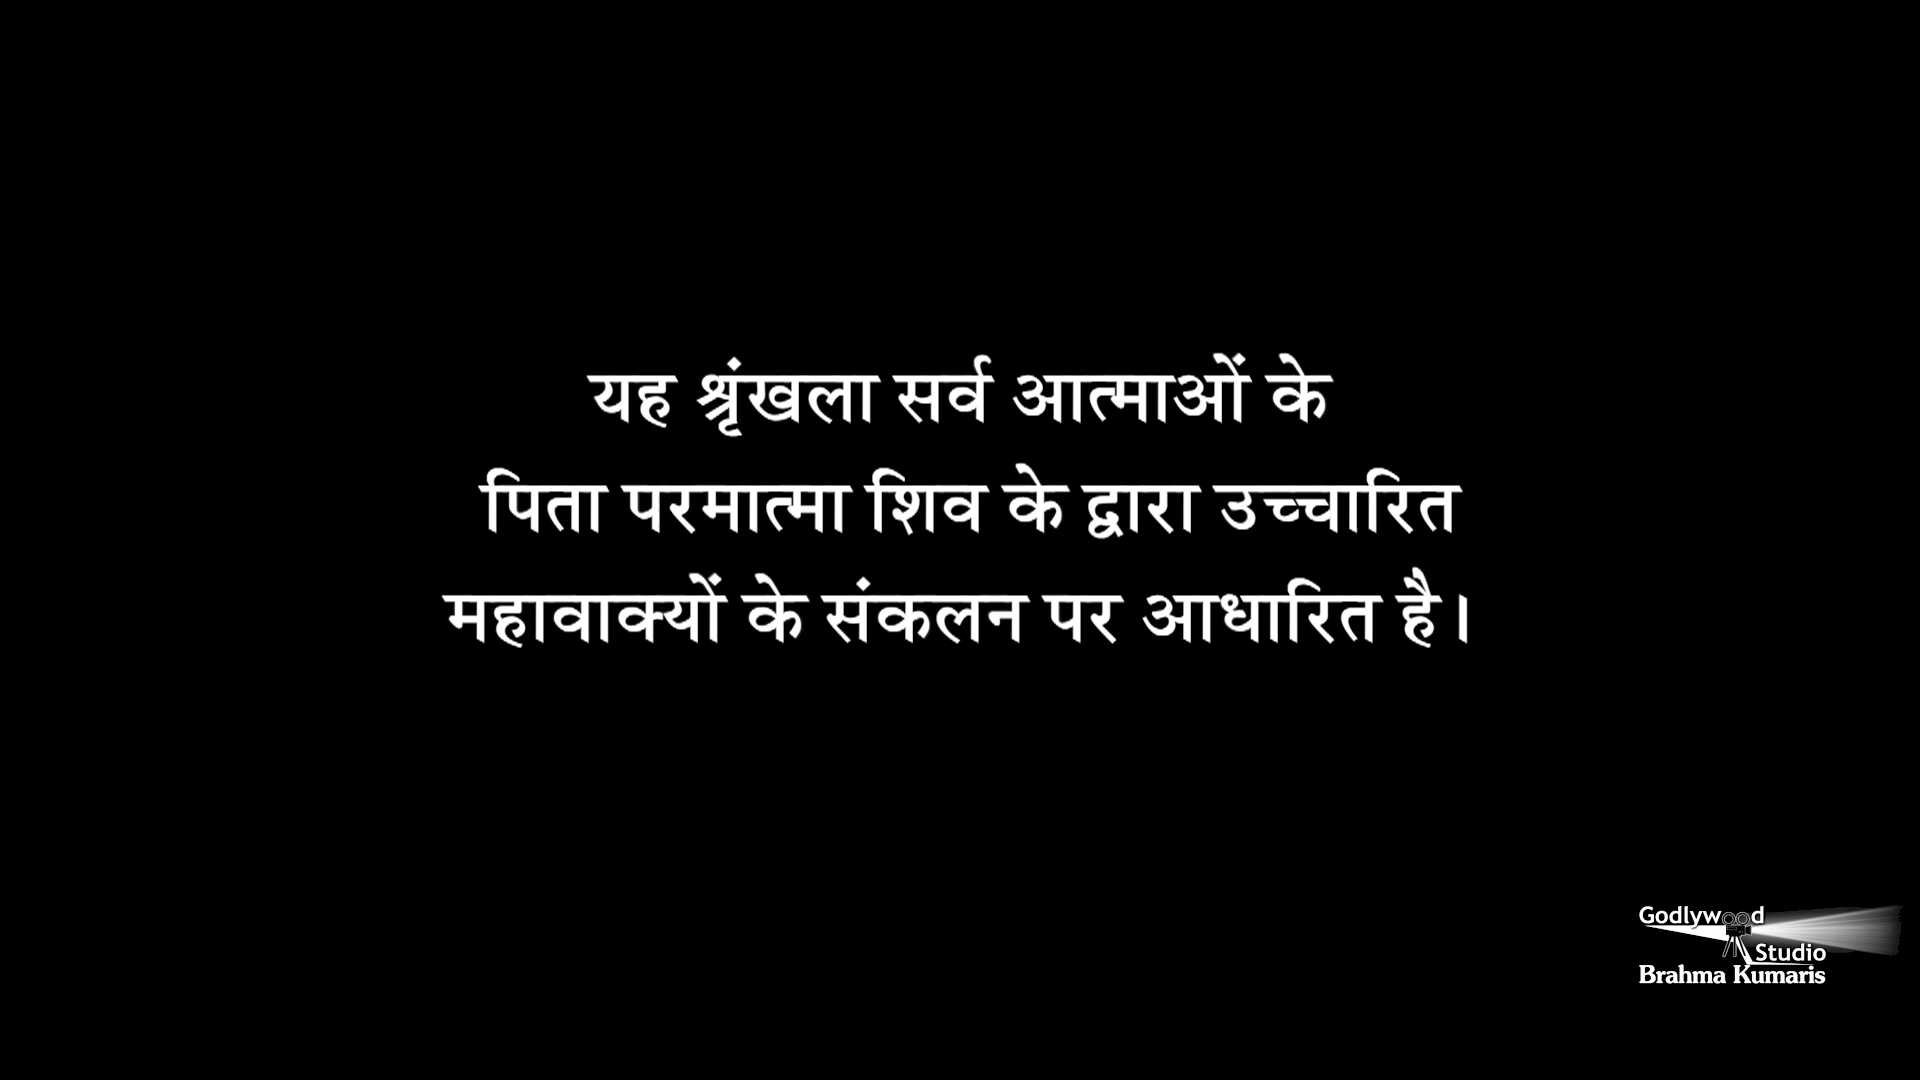 यह श्रृंखला सर्व आत्माओं के
पिता परमात्मा शिव के द्वारा उच्चारित
महावाक्यों के संकलन पर आधारित है।
Godlywood
Studio
Brahma Kumaris